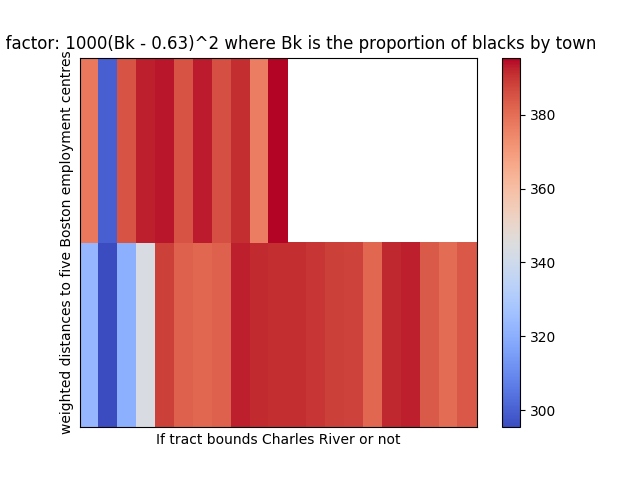 factor: 1000(Bk - 0.63)^2 where Bk is the proportion of blacks by town
weighted distances to five Boston employment centres
If tract bounds Charles River or not
380
360
340
320
300